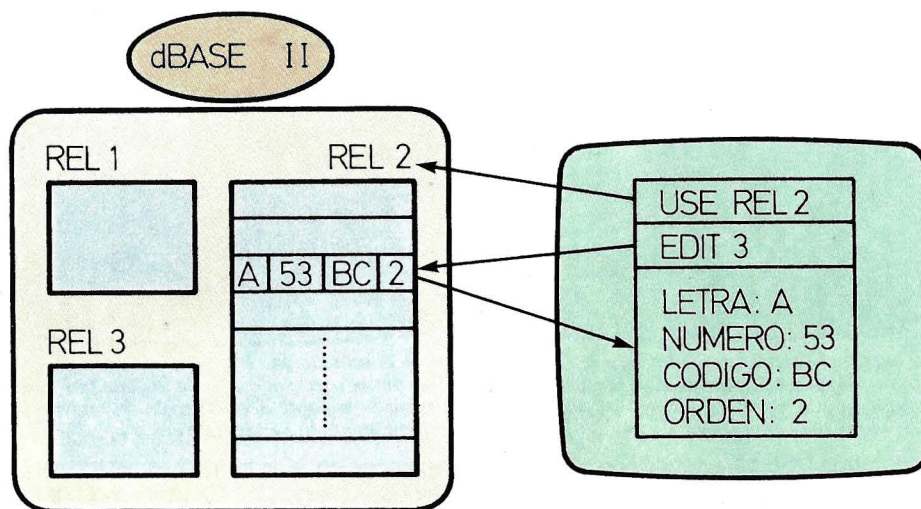 dBASE II
REL 1
REL 2
A 53 BC 2
REL 3
USE REL 2
EDIT 3
LETRA: A
NUMERO: 53
CODIGO: BC
ORDEN: 2